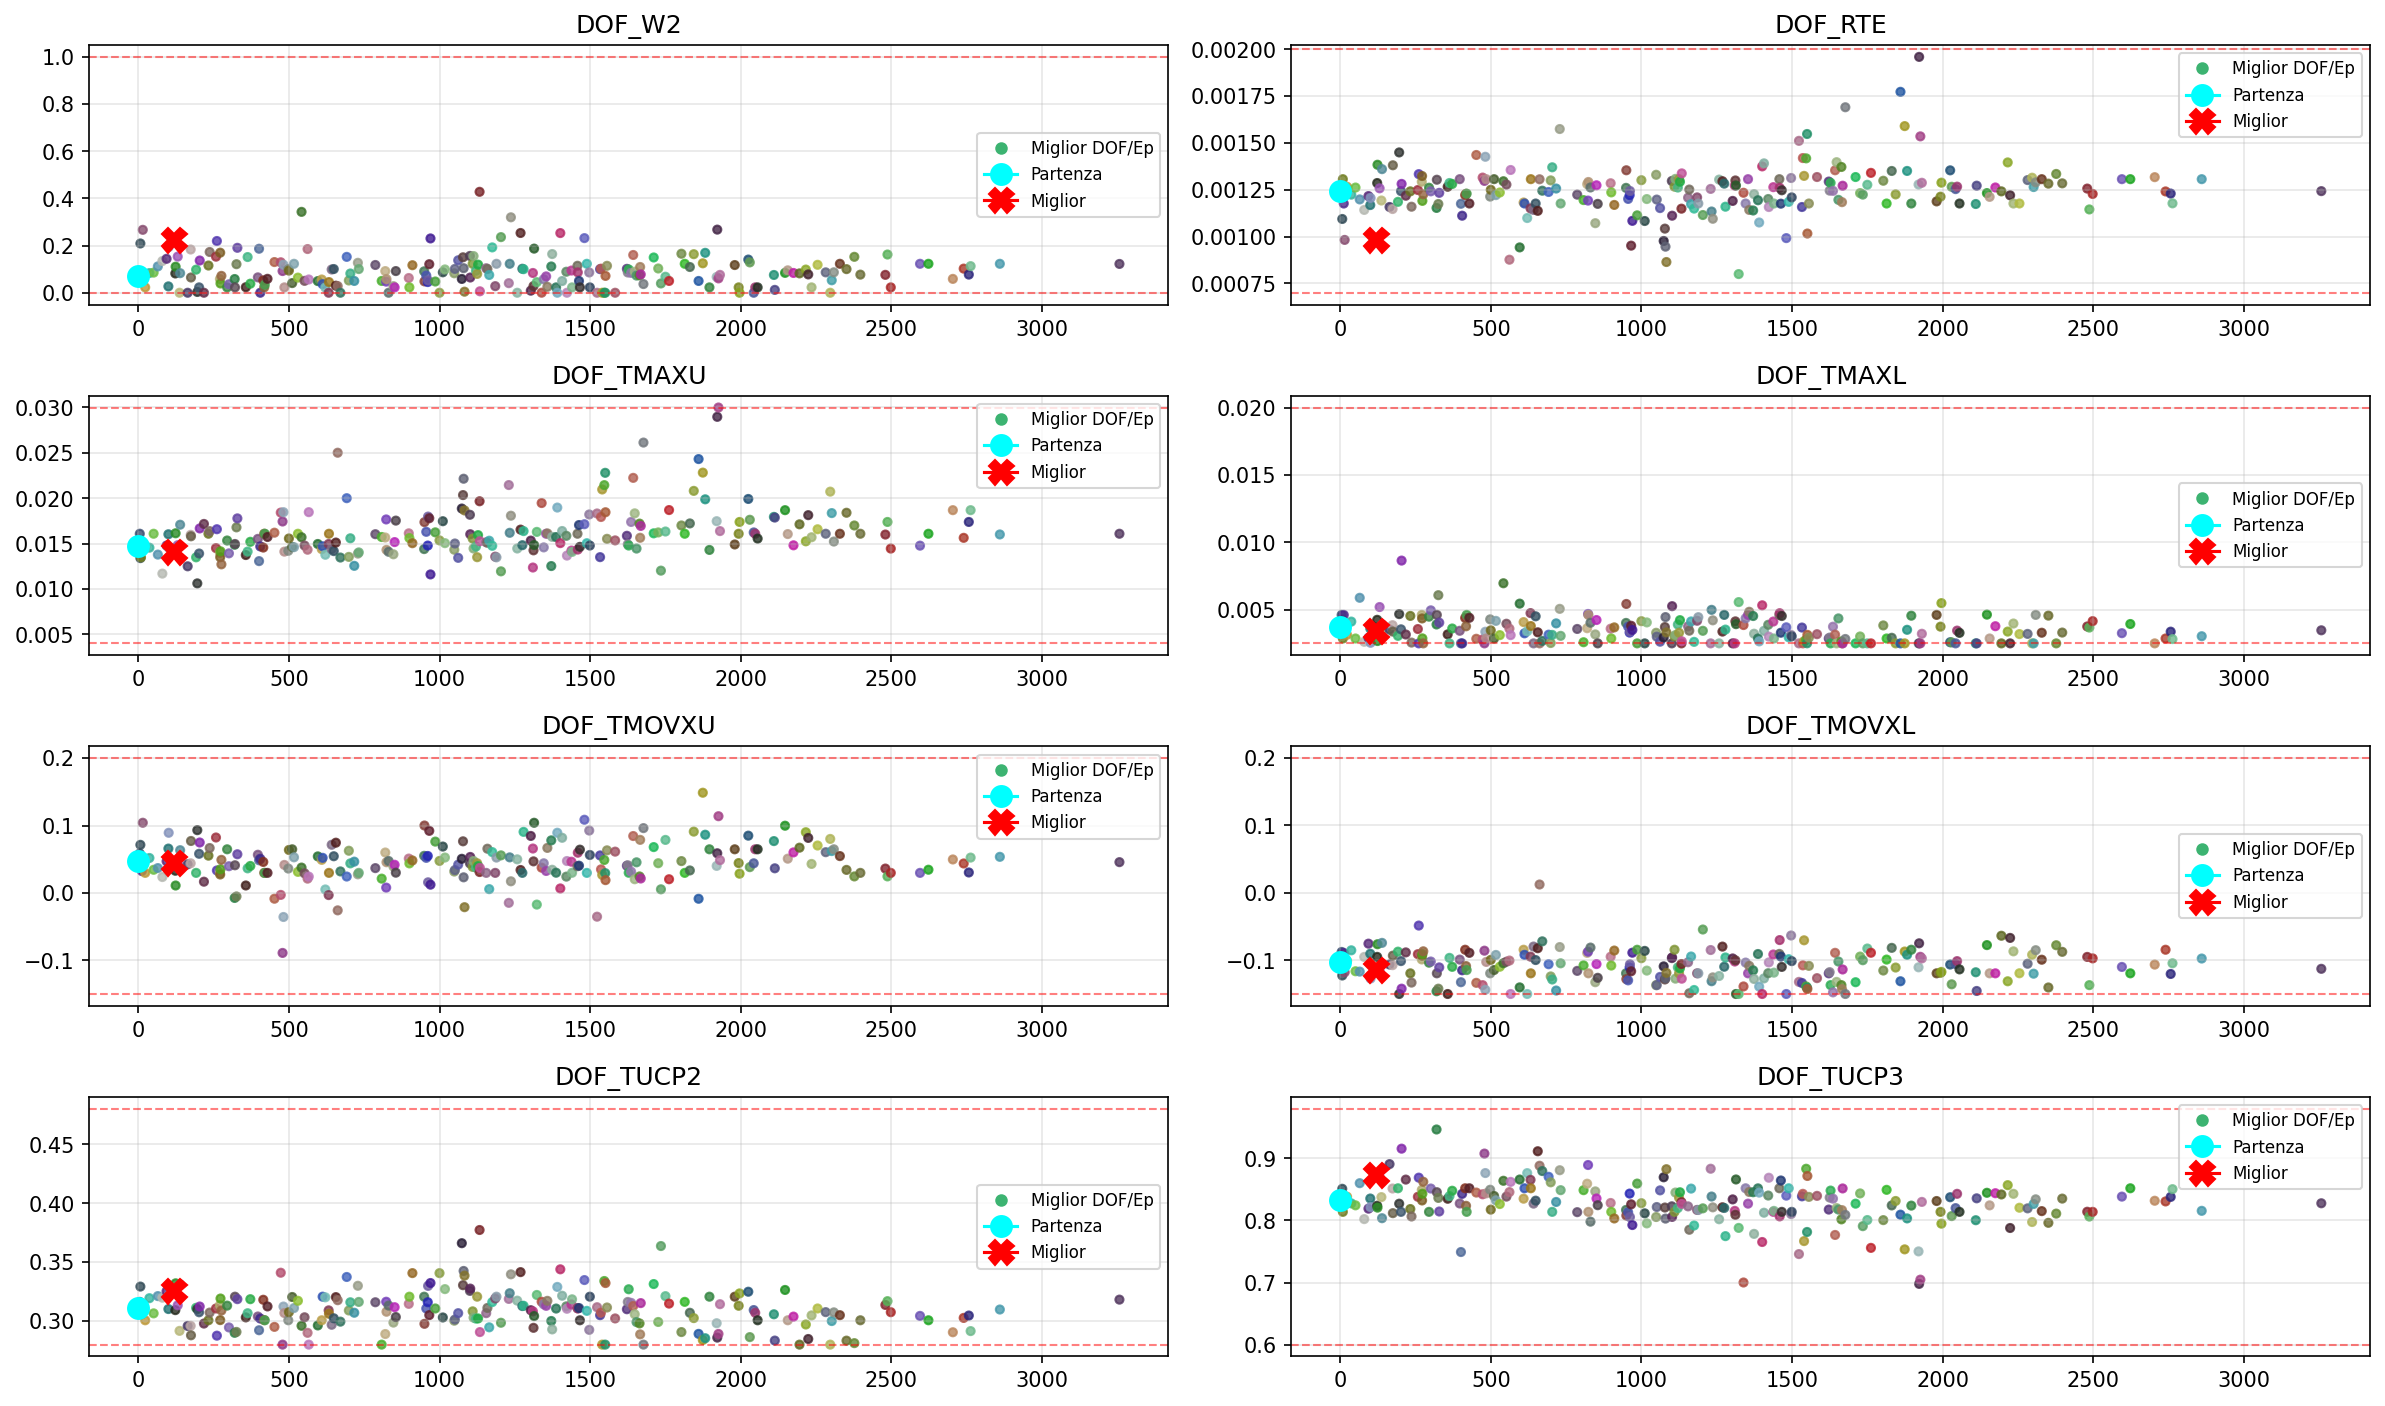 DOF_W2
1.0
0.8
0.6
0.4
0.2
0.0
0 500 1000 1500 2000 2500 3000
Miglior DOF/Ep
Partenza
Miglior
DOF_RTE
0.00200
0.00175
0.00150
0.00125
0.00100
0.00075
0 500 1000 1500 2000 2500 3000
Miglior DOF/Ep
Partenza
Miglior
DOF_TMAXU
0.030
0.025
0.020
0.015
0.010
0.005
0 500 1000 1500 2000 2500 3000
Miglior DOF/Ep
Partenza
Miglior
DOF_TMAXL
0.020
0.015
0.010
0.005
0 500 1000 1500 2000 2500 3000
Miglior DOF/Ep
Partenza
Miglior
DOF_TMOVXU
0.2
0.1
0.0
−0.1
0 500 1000 1500 2000 2500 3000
Miglior DOF/Ep
Partenza
Miglior
DOF_TMOVXL
0.2
0.1
0.0
−0.1
0 500 1000 1500 2000 2500 3000
Miglior DOF/Ep
Partenza
Miglior
DOF_TUCP2
0.45
0.40
0.35
0.30
0 500 1000 1500 2000 2500 3000
Miglior DOF/Ep
Partenza
Miglior
DOF_TUCP3
0.9
0.8
0.7
0.6
0 500 1000 1500 2000 2500 3000
Miglior DOF/Ep
Partenza
Miglior